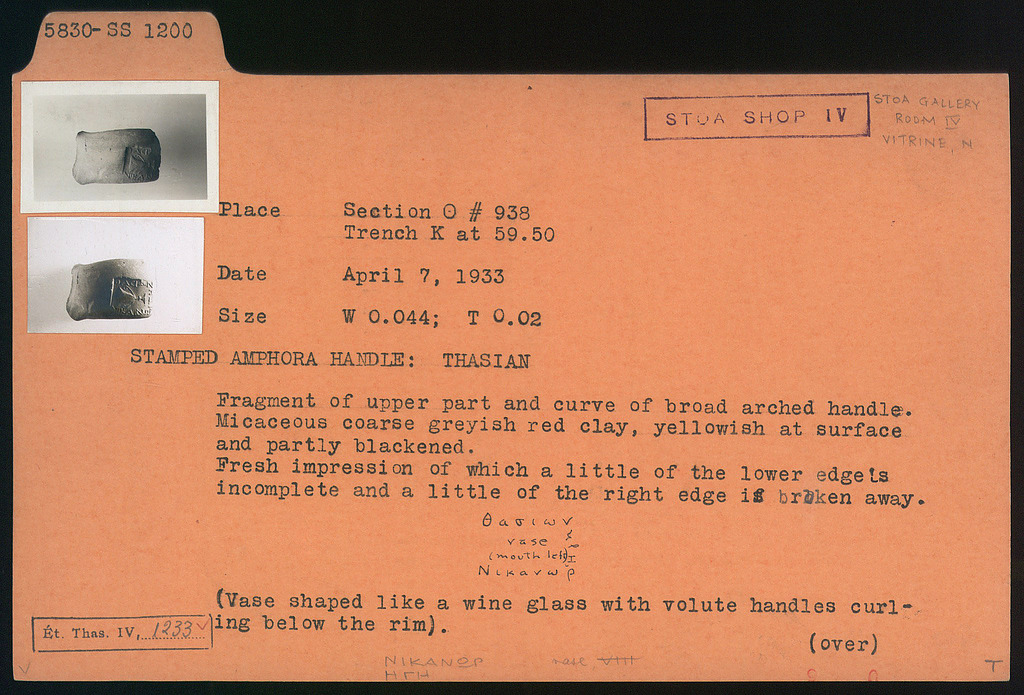 5830-SS 1200
STOA SHOP IV
STOA GALLERY
ROOM IV
VITRINE, N
Place Section Θ # 938
Trench K at 59.50
Date April 7, 1933
Size W 0.044; T 0.02
STAMPED AMPHORA HANDLE: THASIAN
Fragment of upper part and curve of broad arched handle.
Micaceous coarse greyish red clay, yellowish at surface
and partly blackened.
Fresh impression of which a little of the lower edge is
incomplete and a little of the right edge is broken away.
Θασιων
vase
(mouth left)
Νικανωρ
(Vase shaped like a wine glass with volute handles curl-
ing below the rim).
(over)
Ét. Thas. IV, 1233
ΝΙΚΑΝΩΡ vase VIII
ΗΓΗ
T